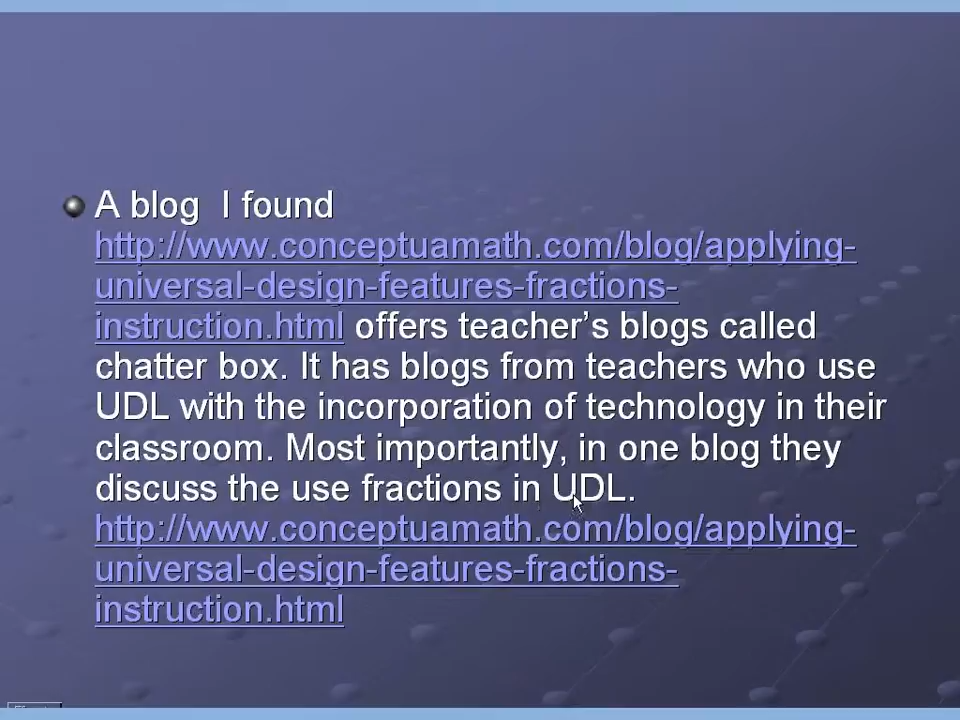 A blog I found
http://www.conceptuamath.com/blog/applying-
universal-design-features-fractions-
instruction.html offers teacher’s blogs called
chatter box. It has blogs from teachers who use
UDL with the incorporation of technology in their
classroom. Most importantly, in one blog they
discuss the use fractions in UDL.
http://www.conceptuamath.com/blog/applying-
universal-design-features-fractions-
instruction.html